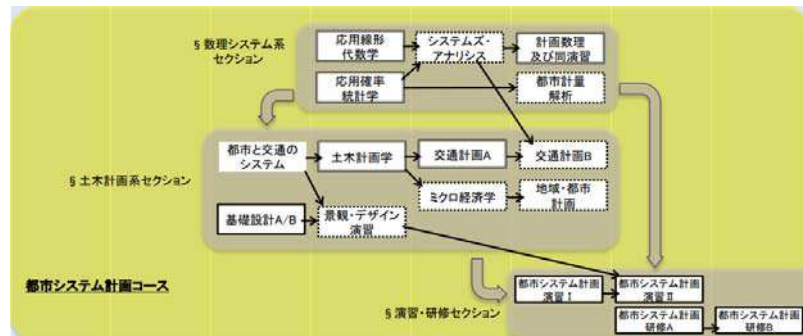 § 数理システム系
セクション
応用線形
代数学
システムズ・
アナリシス
計画数理
及び同演習
応用確率
統計学
都市計量
解析
§ 土木計画系セクション
都市と交通の
システム
土木計画学
交通計画A
交通計画B
ミクロ経済学
地域・都市
計画
基礎設計A/B
景観・デザイン
演習
都市システム計画コース
§ 演習・研修セクション
都市システム計画
演習Ⅰ
都市システム計画
演習Ⅱ
都市システム計画
研修A
都市システム計画
研修B